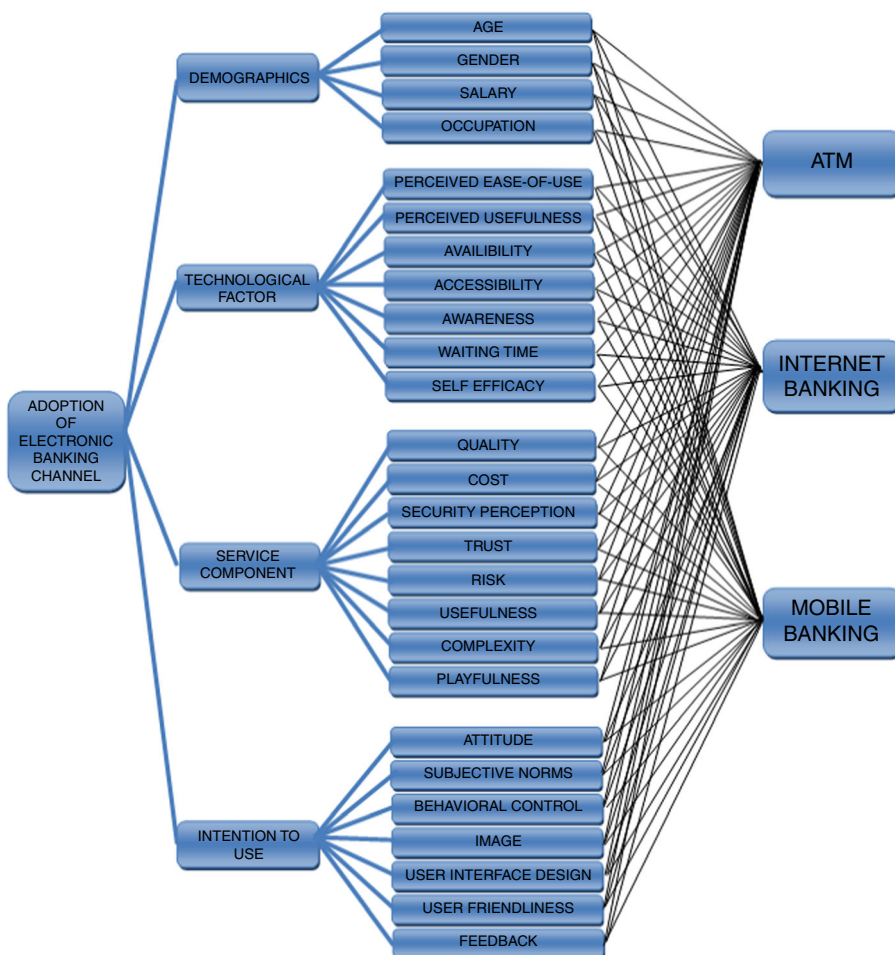 ADOPTION
OF
ELECTRONIC
BANKING
CHANNEL
DEMOGRAPHICS
AGE
GENDER
SALARY
OCCUPATION
TECHNOLOGICAL
FACTOR
PERCEIVED EASE-OF-USE
PERCEIVED USEFULNESS
AVAILIBILITY
ACCESSIBILITY
AWARENESS
WAITING TIME
SELF EFFICACY
SERVICE
COMPONENT
QUALITY
COST
SECURITY PERCEPTION
TRUST
RISK
USEFULNESS
COMPLEXITY
PLAYFULNESS
INTENTION TO
USE
ATTITUDE
SUBJECTIVE NORMS
BEHAVIORAL CONTROL
IMAGE
USER INTERFACE DESIGN
USER FRIENDLINESS
FEEDBACK
ATM
INTERNET
BANKING
MOBILE
BANKING